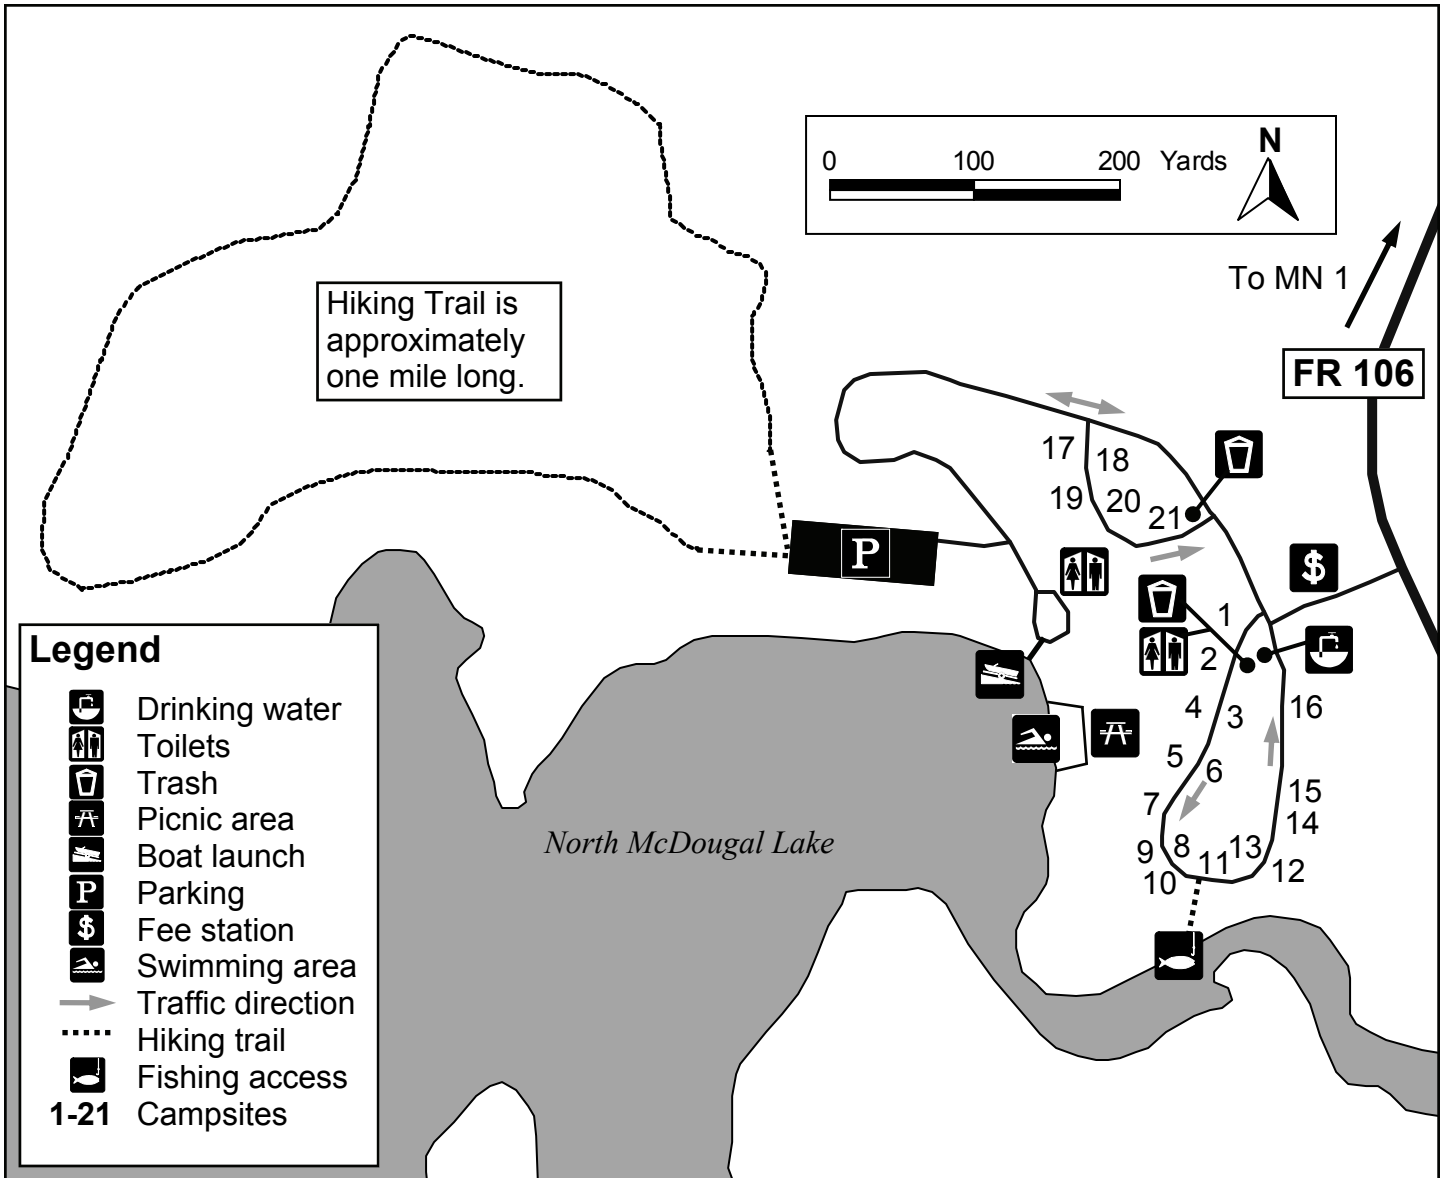 0 100 200 Yards
N
To MN 1
FR 106
Hiking Trail is
approximately
one mile long.
17
18
19
20
21
P
$
1
2
3
4
16
5
6
7
15
14
8
9
13
11
10
12
North McDougal Lake
Legend
Drinking water
Toilets
Trash
Picnic area
Boat launch
P Parking
$ Fee station
Swimming area
Traffic direction
Hiking trail
Fishing access
1-21 Campsites